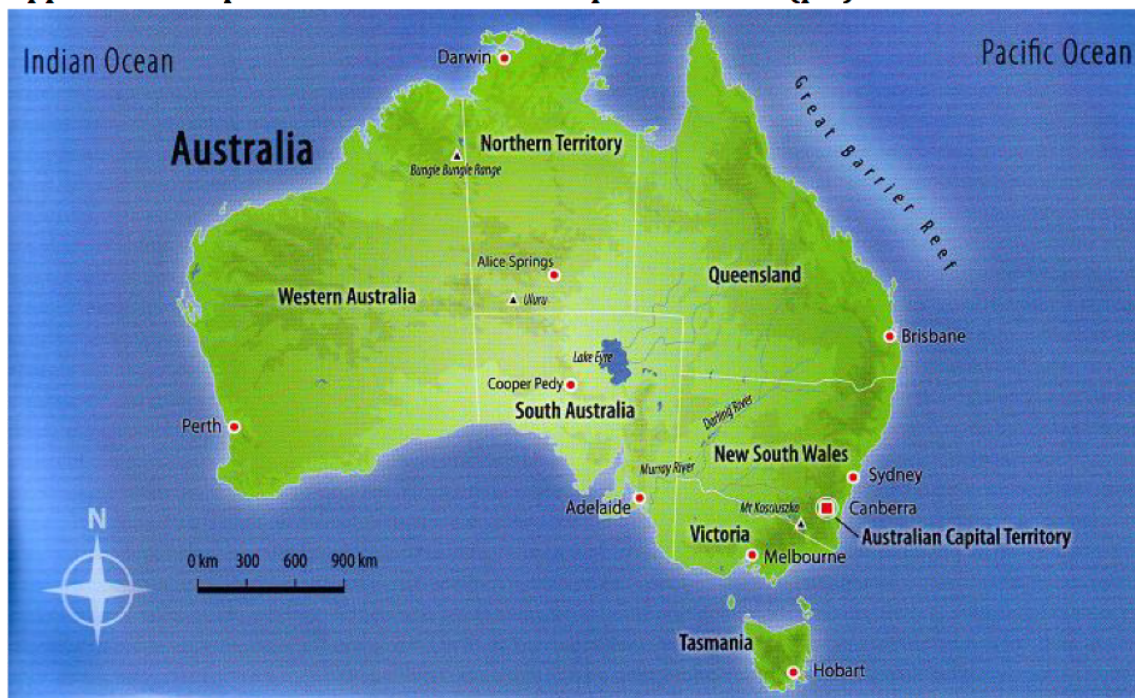 Indian Ocean
Pacific Ocean
Darwin
Great Barrier Reef
Australia
Northern Territory
Bungle Bungle Range
Alice Springs
Queensland
Western Australia
Uluru
Brisbane
Lake Eyre
Cooper Pedy
South Australia
Darling River
Perth
New South Wales
Murray River
Sydney
Adelaide
Mt Kosciuszko
Canberra
N
Victoria
Australian Capital Territory
0 km 300 600 900 km
Melbourne
Tasmania
Hobart